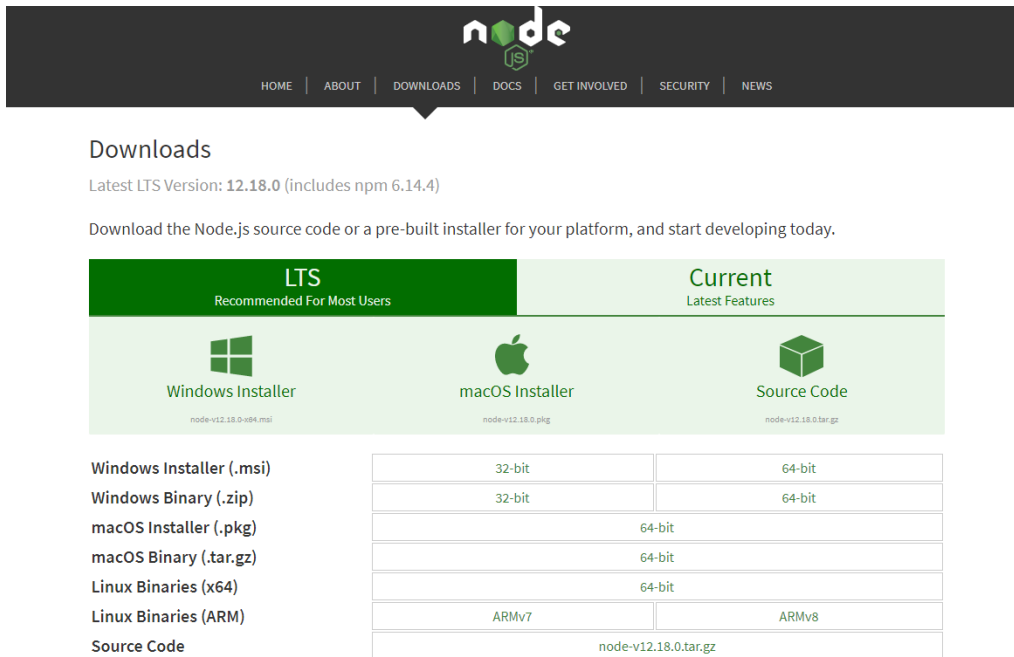 node
JS
HOME | ABOUT | DOWNLOADS | DOCS | GET INVOLVED | SECURITY | NEWS
Downloads
Latest LTS Version: 12.18.0 (includes npm 6.14.4)
Download the Node.js source code or a pre-built installer for your platform, and start developing today.
LTS Current
Recommended For Most Users Latest Features
Windows Installer macOS Installer Source Code
node-v12.18.0-x64.msi node-v12.18.0.pkg node-v12.18.0.tar.gz
Windows Installer (.msi) 32-bit 64-bit
Windows Binary (.zip) 32-bit 64-bit
macOS Installer (.pkg) 64-bit
macOS Binary (.tar.gz) 64-bit
Linux Binaries (x64) 64-bit
Linux Binaries (ARM) ARMv7 ARMv8
Source Code node-v12.18.0.tar.gz